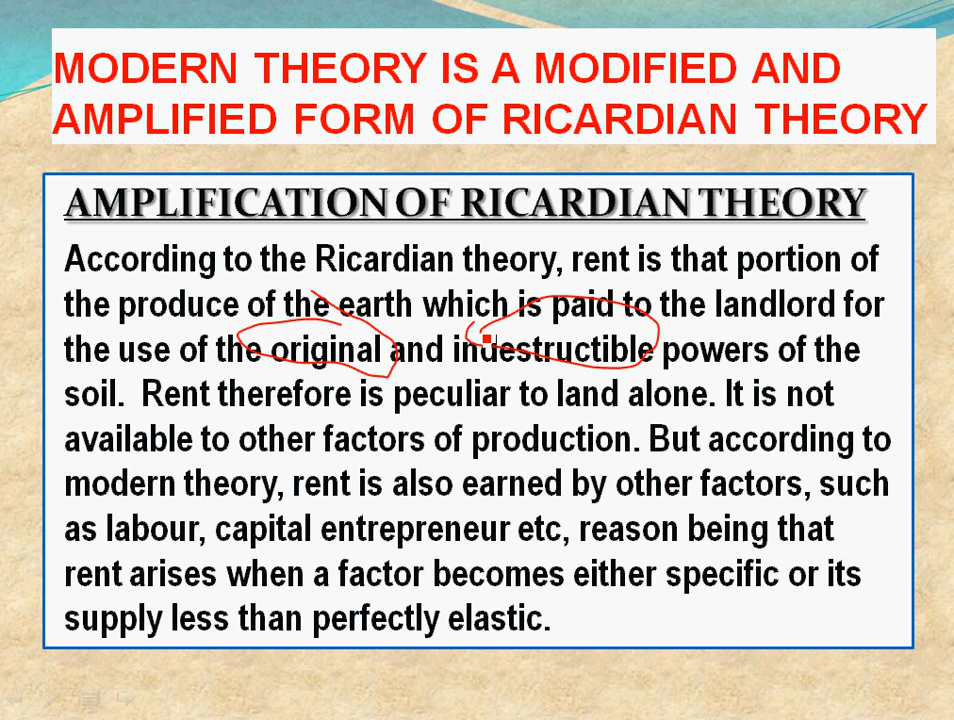 MODERN THEORY IS A MODIFIED AND
AMPLIFIED FORM OF RICARDIAN THEORY
AMPLIFICATION OF RICARDIAN THEORY
According to the Ricardian theory, rent is that portion of
the produce of the earth which is paid to the landlord for
the use of the original and indestructible powers of the
soil.  Rent therefore is peculiar to land alone. It is not
available to other factors of production. But according to
modern theory, rent is also earned by other factors, such
as labour, capital entrepreneur etc, reason being that
rent arises when a factor becomes either specific or its
supply less than perfectly elastic.